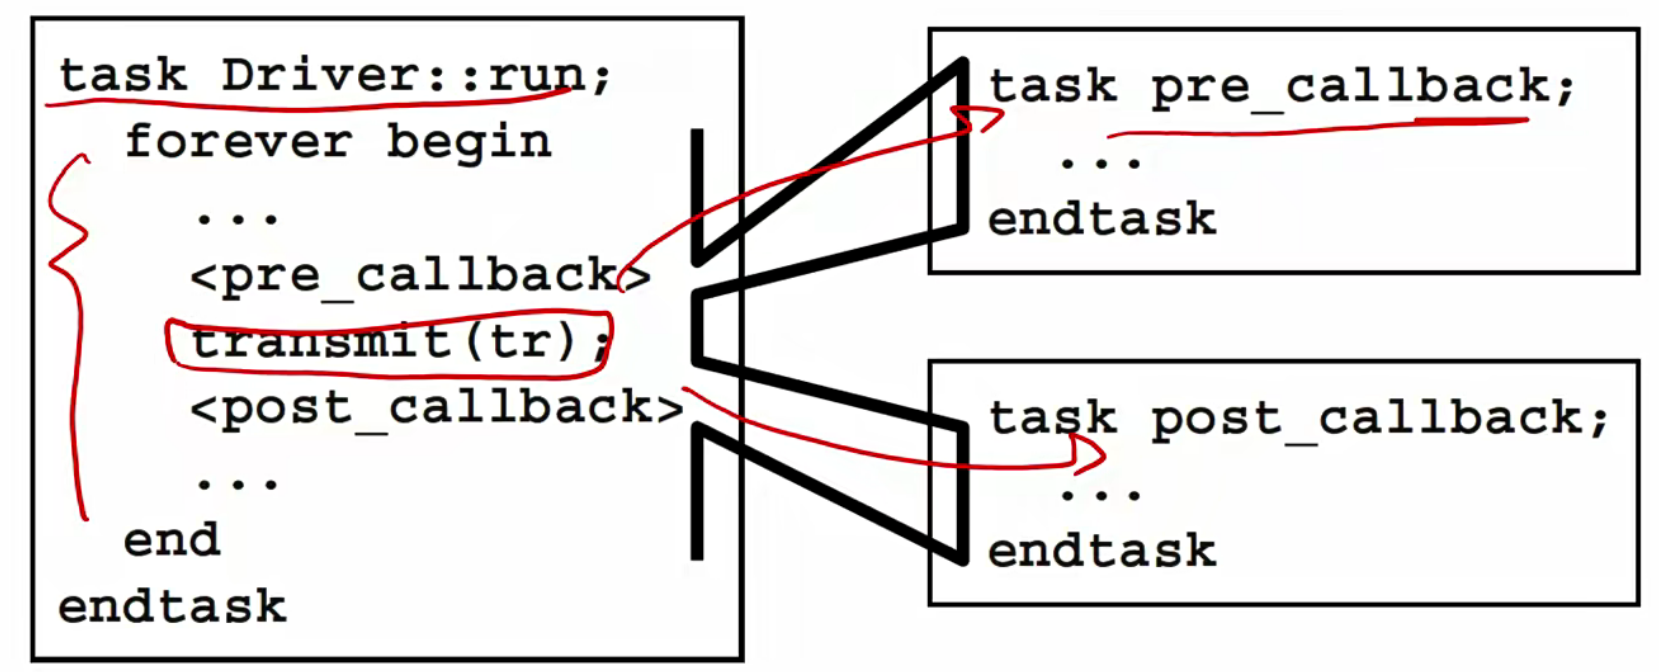 task Driver::run;
forever begin
...
<pre_callback>
transmit(tr);
<post_callback>
...
end
endtask
task pre_callback;
...
endtask
task post_callback;
...
endtask